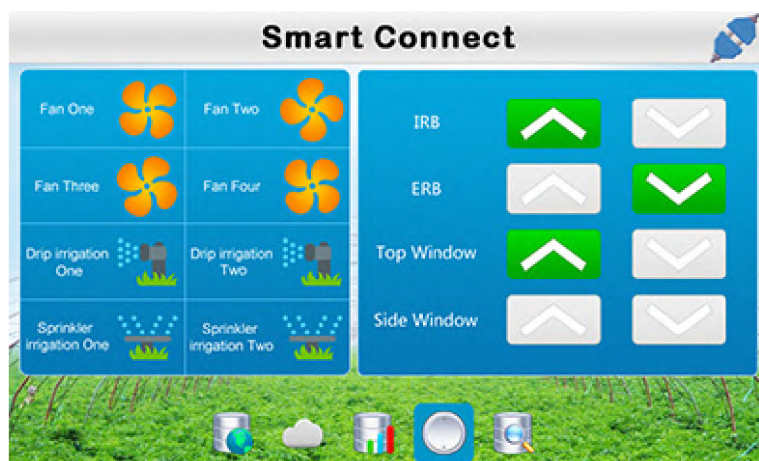 Smart Connect
Fan One
Fan Two
Fan Three
Fan Four
Drip irrigation
One
Drip irrigation
Two
Sprinkler
irrigation One
Sprinkler
irrigation Two
IRB
ERB
Top Window
Side Window